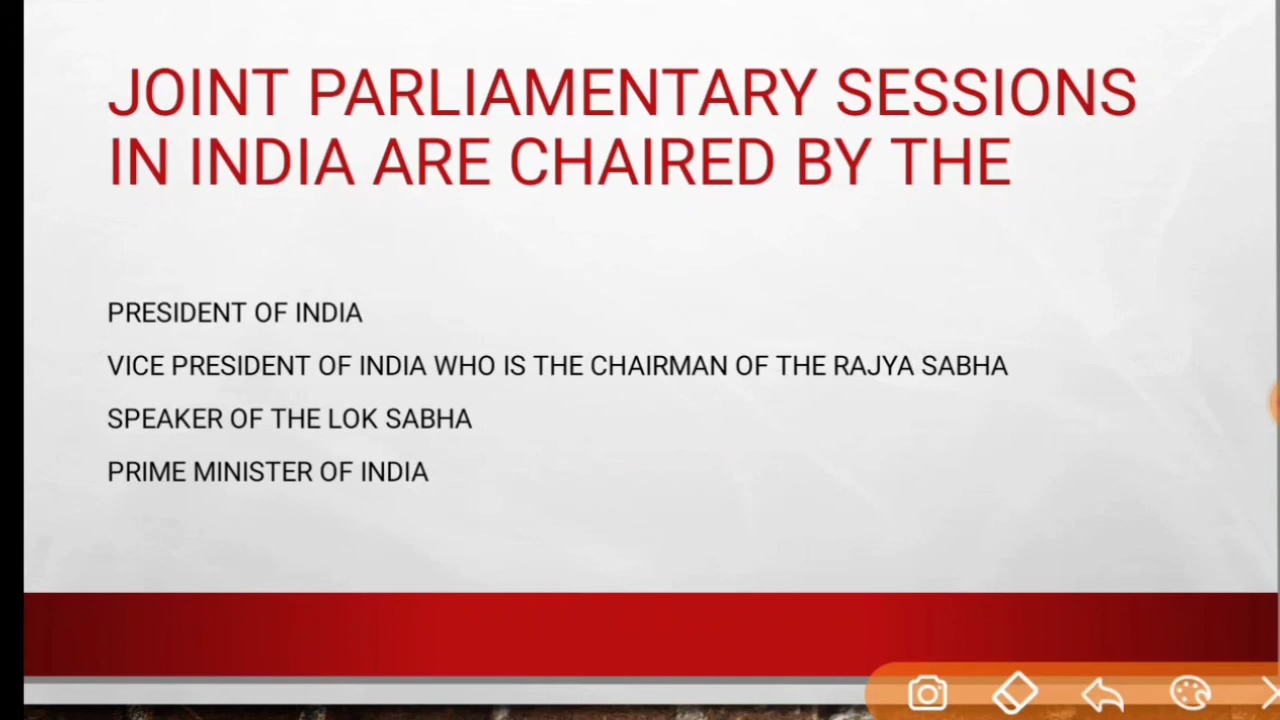 JOINT PARLIAMENTARY SESSIONS
IN INDIA ARE CHAIRED BY THE
PRESIDENT OF INDIA
VICE PRESIDENT OF INDIA WHO IS THE CHAIRMAN OF THE RAJYA SABHA
SPEAKER OF THE LOK SABHA
PRIME MINISTER OF INDIA